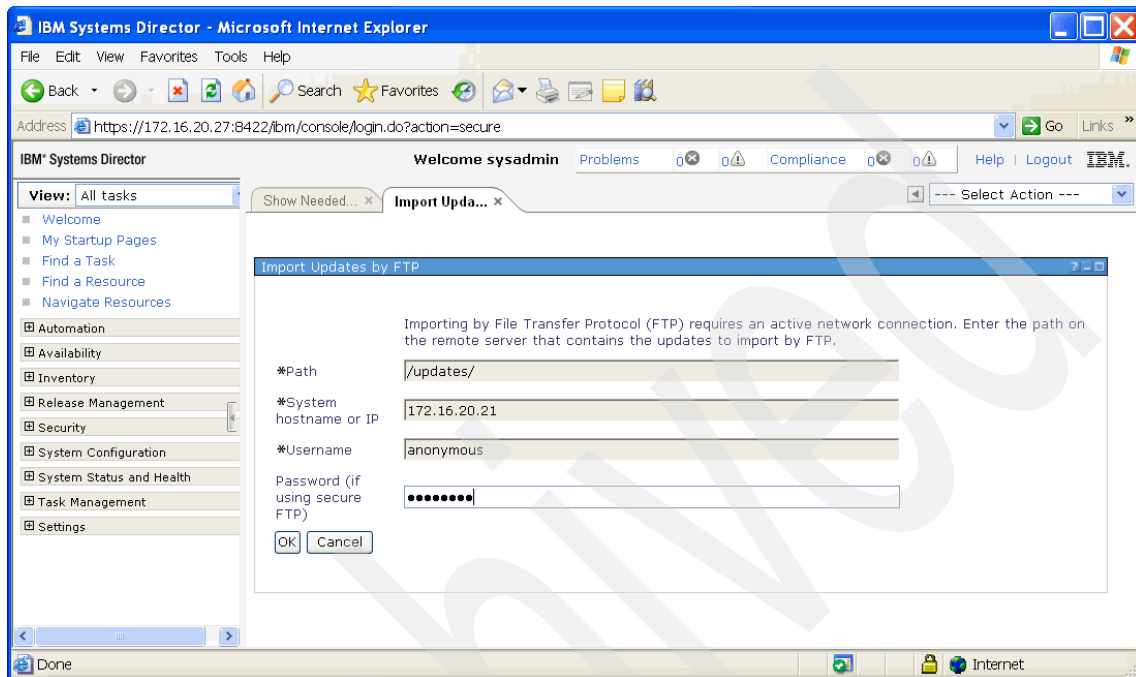 IBM Systems Director - Microsoft Internet Explorer
File Edit View Favorites Tools Help
Back Search Favorites
Address https://172.16.20.27:8422/ibm/console/login.do?action=secure Go Links »
IBM® Systems Director Welcome sysadmin Problems 0 0 Compliance 0 0 Help | Logout IBM.
View: All tasks
Show Needed... × Import Upda... × --- Select Action ---
Welcome
My Startup Pages
Find a Task
Find a Resource
Navigate Resources
Automation
Availability
Inventory
Release Management
Security
System Configuration
System Status and Health
Task Management
Settings
Import Updates by FTP
Importing by File Transfer Protocol (FTP) requires an active network connection. Enter the path on
the remote server that contains the updates to import by FTP.
*Path /updates/
*System
hostname or IP 172.16.20.21
*Username anonymous
Password (if
using secure
FTP) ●●●●●●●●
OK Cancel
Done Internet
hived